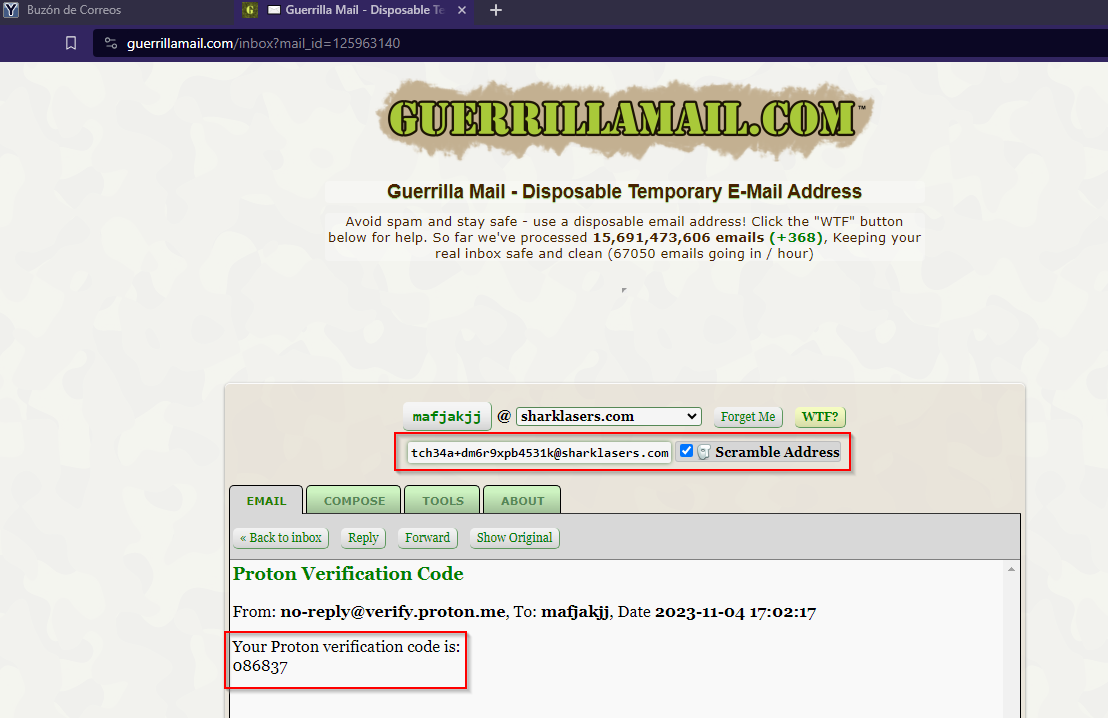 Buzón de Correos
G Guerrilla Mail - Disposable Te
guerrillamail.com/inbox?mail_id=125963140
GUERRILLAMAIL.COM™
Guerrilla Mail - Disposable Temporary E-Mail Address
Avoid spam and stay safe - use a disposable email address! Click the "WTF" button
below for help. So far we've processed 15,691,473,606 emails (+368), Keeping your
real inbox safe and clean (67050 emails going in / hour)
mafjakjj @ sharklasers.com Forget Me WTF?
tch34a+dm6r9xpb4531k@sharklasers.com Scramble Address
EMAIL COMPOSE TOOLS ABOUT
« Back to inbox Reply Forward Show Original
Proton Verification Code
From: no-reply@verify.proton.me, To: mafjakjj, Date 2023-11-04 17:02:17
Your Proton verification code is:
086837